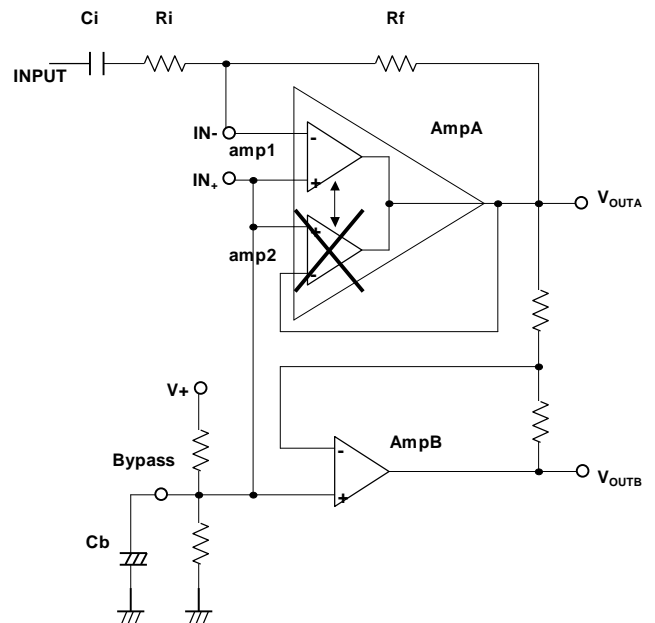 Ci Ri Rf
INPUT
AmpA
IN-
amp1
-
IN+
+
VOUTA
+
amp2
-
V+
AmpB
Bypass
-
VOUTB
+
Cb